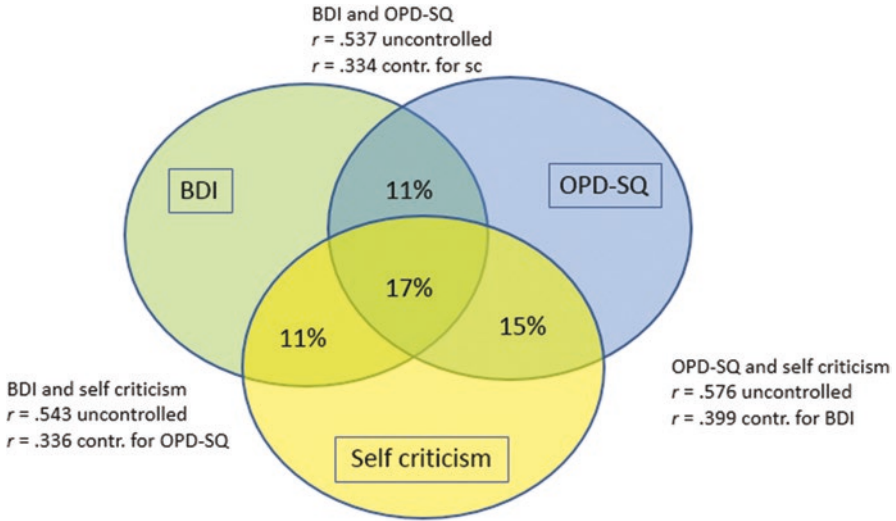 BDI and OPD-SQ
r = .537 uncontrolled
r = .334 contr. for sc
BDI
11%
OPD-SQ
17%
11%
15%
BDI and self criticism
r = .543 uncontrolled
r = .336 contr. for OPD-SQ
OPD-SQ and self criticism
r = .576 uncontrolled
r = .399 contr. for BDI
Self criticism